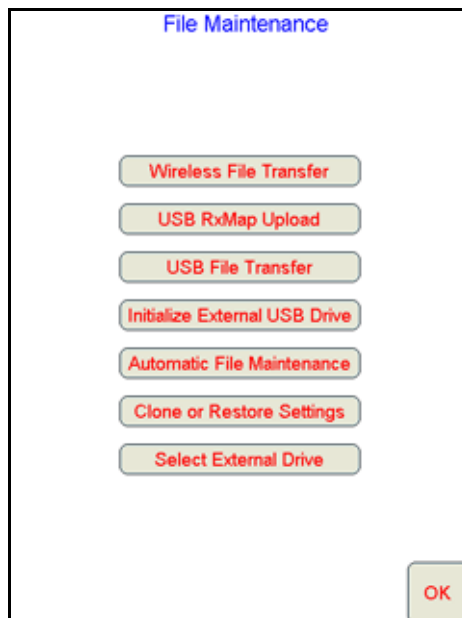 File Maintenance
Wireless File Transfer
USB RxMap Upload
USB File Transfer
Initialize External USB Drive
Automatic File Maintenance
Clone or Restore Settings
Select External Drive
OK